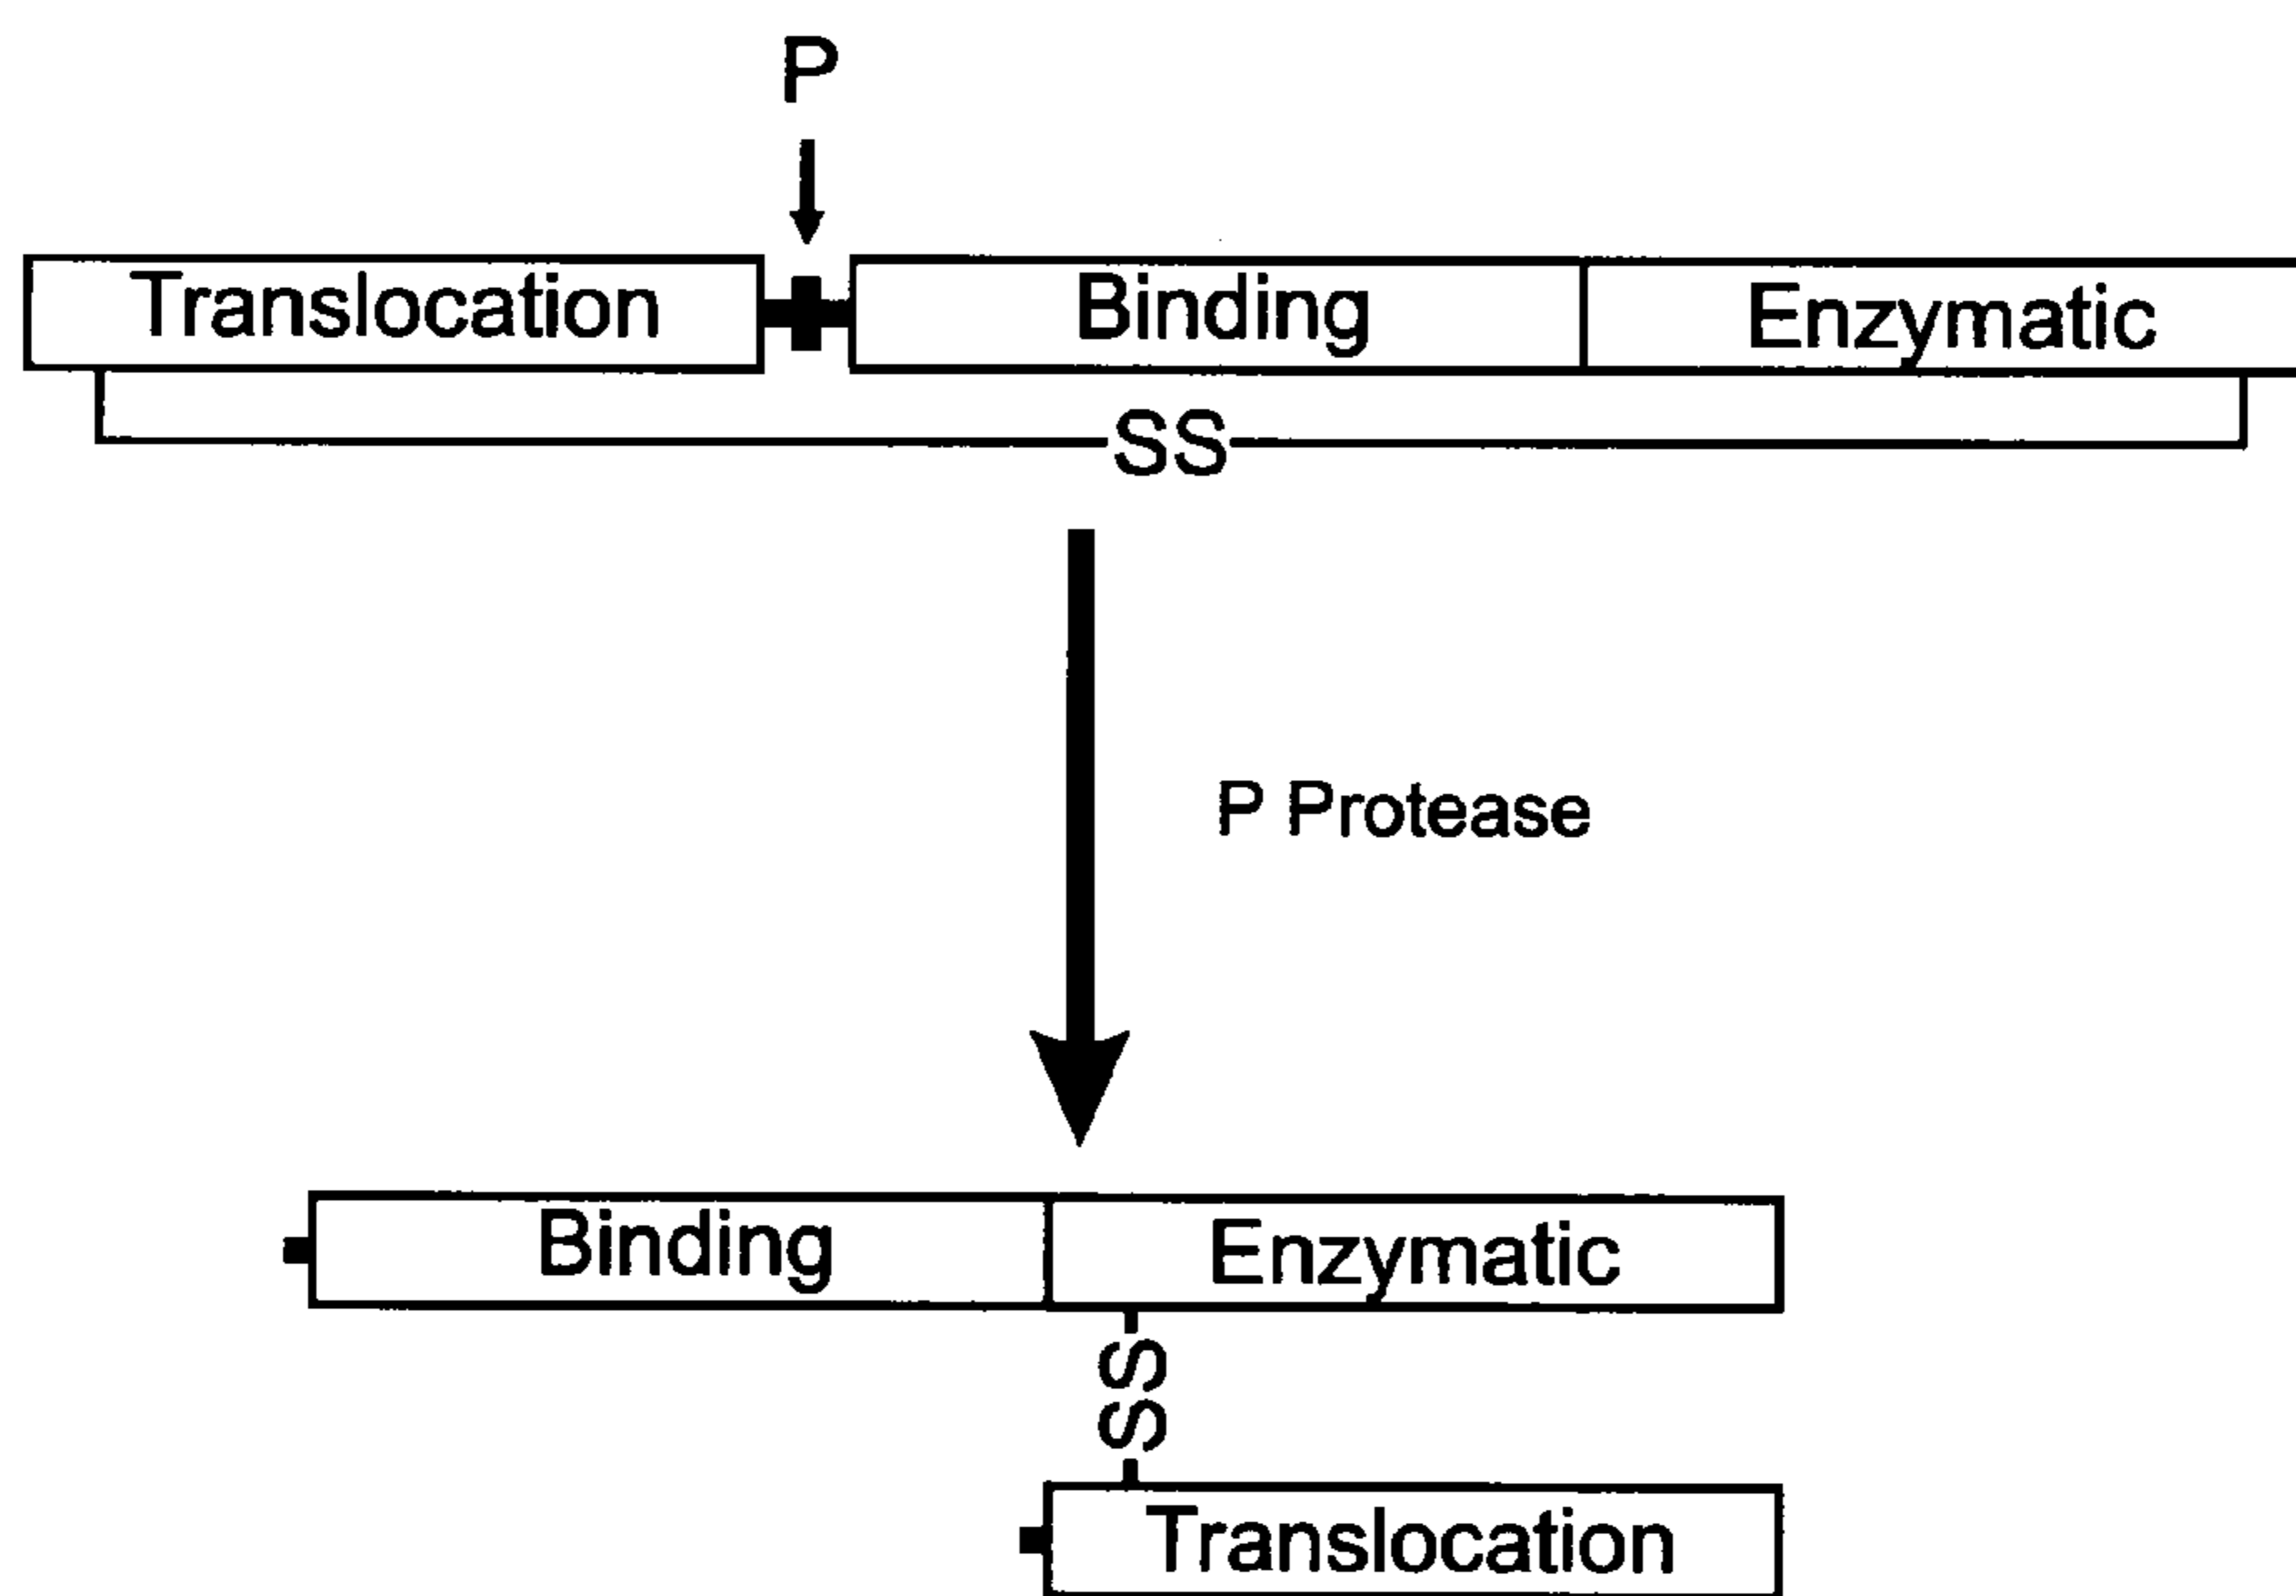 P
Translocation Binding Enzymatic
SS
P Protease
Binding Enzymatic
SS
Translocation